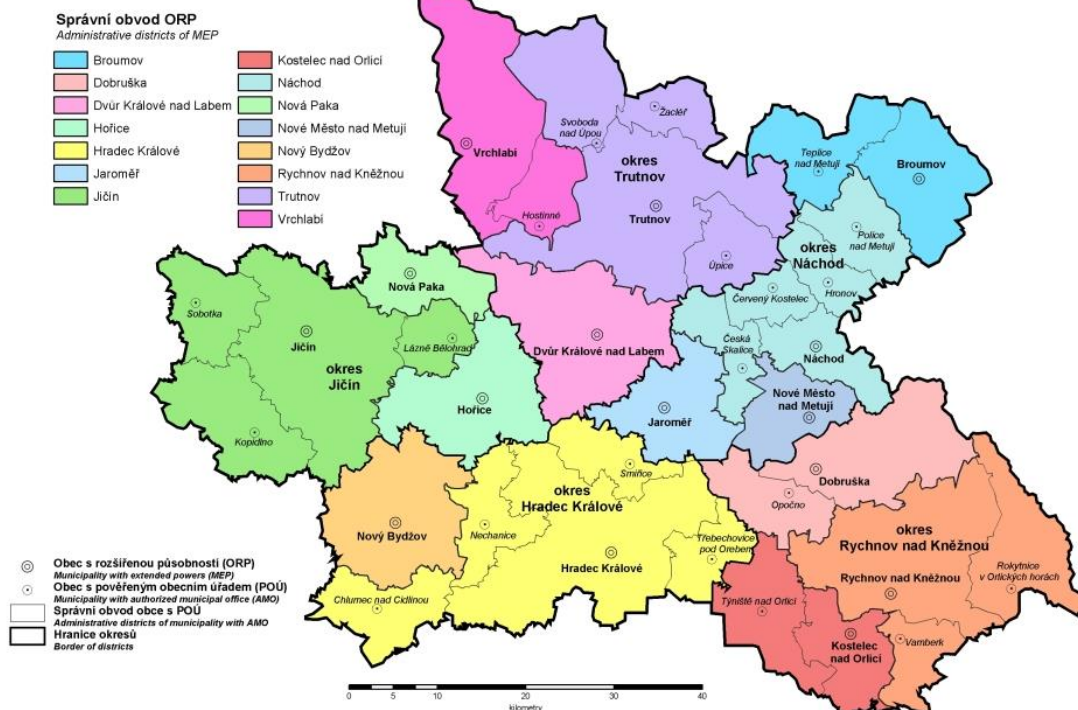 Správní obvod ORP
Administrative districts of MEP
Broumov
Dobruška
Dvůr Králové nad Labem
Hořice
Hradec Králové
Jaroměř
Jičín
Kostelec nad Orlicí
Náchod
Nová Paka
Nové Město nad Metují
Nový Bydžov
Rychnov nad Kněžnou
Trutnov
Vrchlabí
Vrchlabí
Hostinné
Svoboda
nad Úpou
Žacléř
okres
Trutnov
Trutnov
Úpice
Teplice
nad Metují
Broumov
Police
nad Metují
okres
Náchod
Hronov
Červený Kostelec
Česká
Skalice
Náchod
Nové Město
nad Metují
Nová Paka
Sobotka
Jičín
Lázně Bělohrad
okres
Jičín
Kopidlno
Hořice
Dvůr Králové nad Labem
Jaroměř
Smiřice
okres
Hradec Králové
Nechanice
Nový Bydžov
Hradec Králové
Třebechovice
pod Orebem
Chlumec nad Cidlinou
Dobruška
Opočno
okres
Rychnov nad Kněžnou
Rychnov nad Kněžnou
Rokytnice
v Orlických horách
Týniště nad Orlicí
Kostelec
nad Orlicí
Vamberk
Obec s rozšířenou působností (ORP)
Municipality with extended powers (MEP)
Obec s pověřeným obecním úřadem (POÚ)
Municipality with authorized municipal office (AMO)
Správní obvod obce s POÚ
Administrative districts of municipality with AMO
Hranice okresů
Border of districts
0 5 10 20 30 40
kilometry